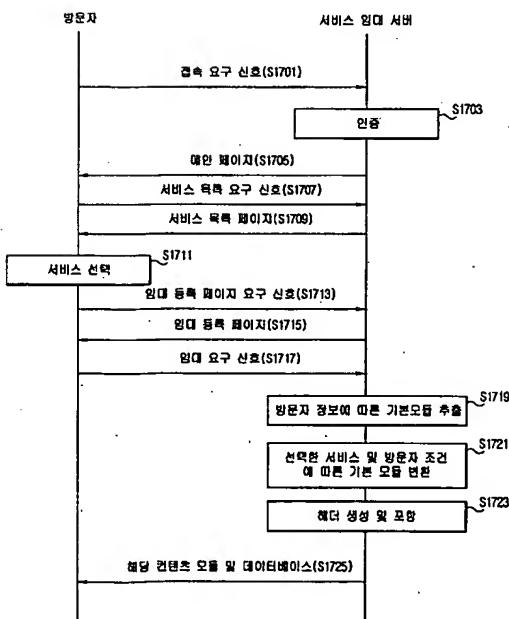 방문자
서비스 임대 서버
접속 요구 신호(S1701)
S1703
인증
메인 페이지(S1705)
서비스 목록 요구 신호(S1707)
서비스 목록 페이지(S1709)
S1711
서비스 선택
임대 등록 페이지 요구 신호(S1713)
임대 등록 페이지(S1715)
임대 요구 신호(S1717)
S1719
방문자 정보에 따른 기본모듈 추출
S1721
선택한 서비스 및 방문자 조건
에 따른 기본 모듈 변환
S1723
헤더 생성 및 포함
해당 컨텐츠 모듈 및 데이터베이스(S1725)